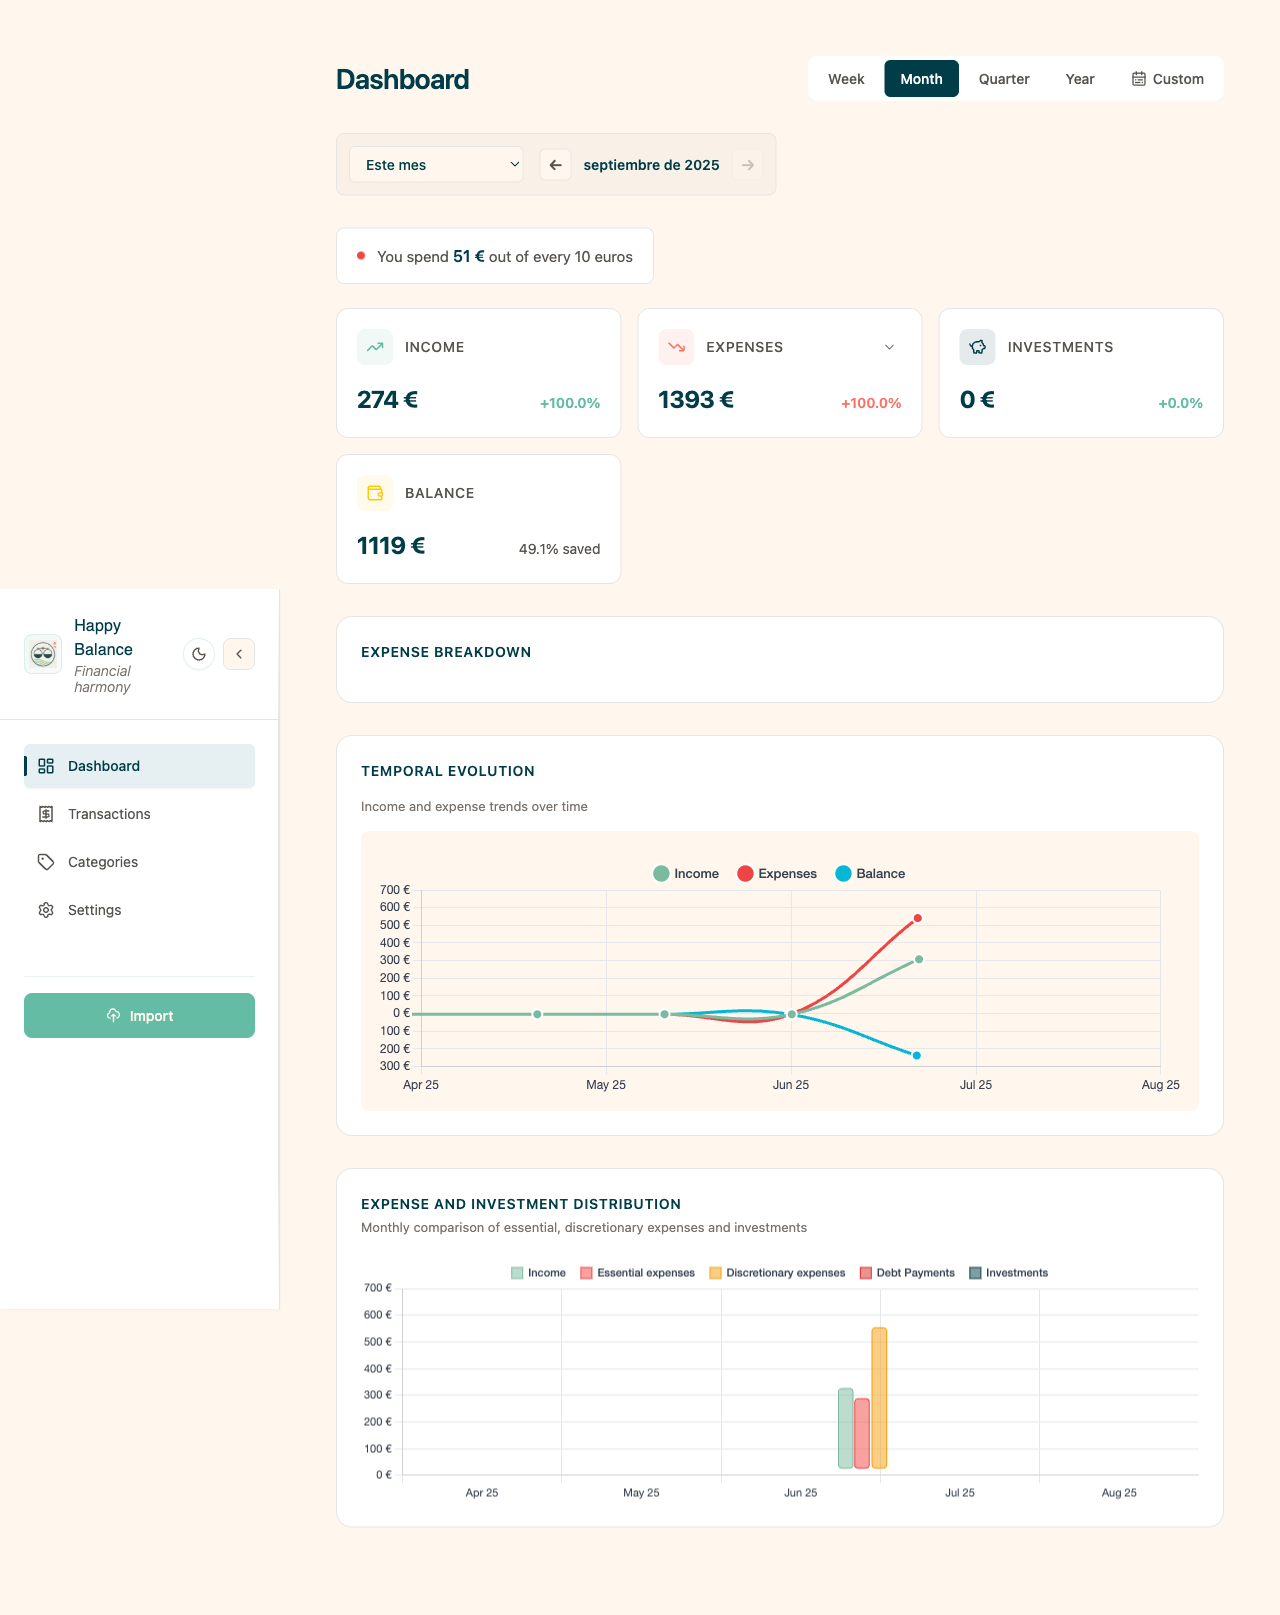 Dashboard
Week
Month
Quarter
Year
Custom
Este mes
septiembre de 2025
You spend 51 € out of every 10 euros
INCOME
274 €
+100.0%
EXPENSES
1393 €
+100.0%
INVESTMENTS
0 €
+0.0%
BALANCE
1119 €
49.1% saved
Happy
Balance
Financial
harmony
Dashboard
Transactions
Categories
Settings
Import
EXPENSE BREAKDOWN
TEMPORAL EVOLUTION
Income and expense trends over time
Income
Expenses
Balance
700 €
600 €
500 €
400 €
300 €
200 €
100 €
0 €
100 €
200 €
300 €
Apr 25
May 25
Jun 25
Jul 25
Aug 25
EXPENSE AND INVESTMENT DISTRIBUTION
Monthly comparison of essential, discretionary expenses and investments
Income
Essential expenses
Discretionary expenses
Debt Payments
Investments
700 €
600 €
500 €
400 €
300 €
200 €
100 €
0 €
Apr 25
May 25
Jun 25
Jul 25
Aug 25